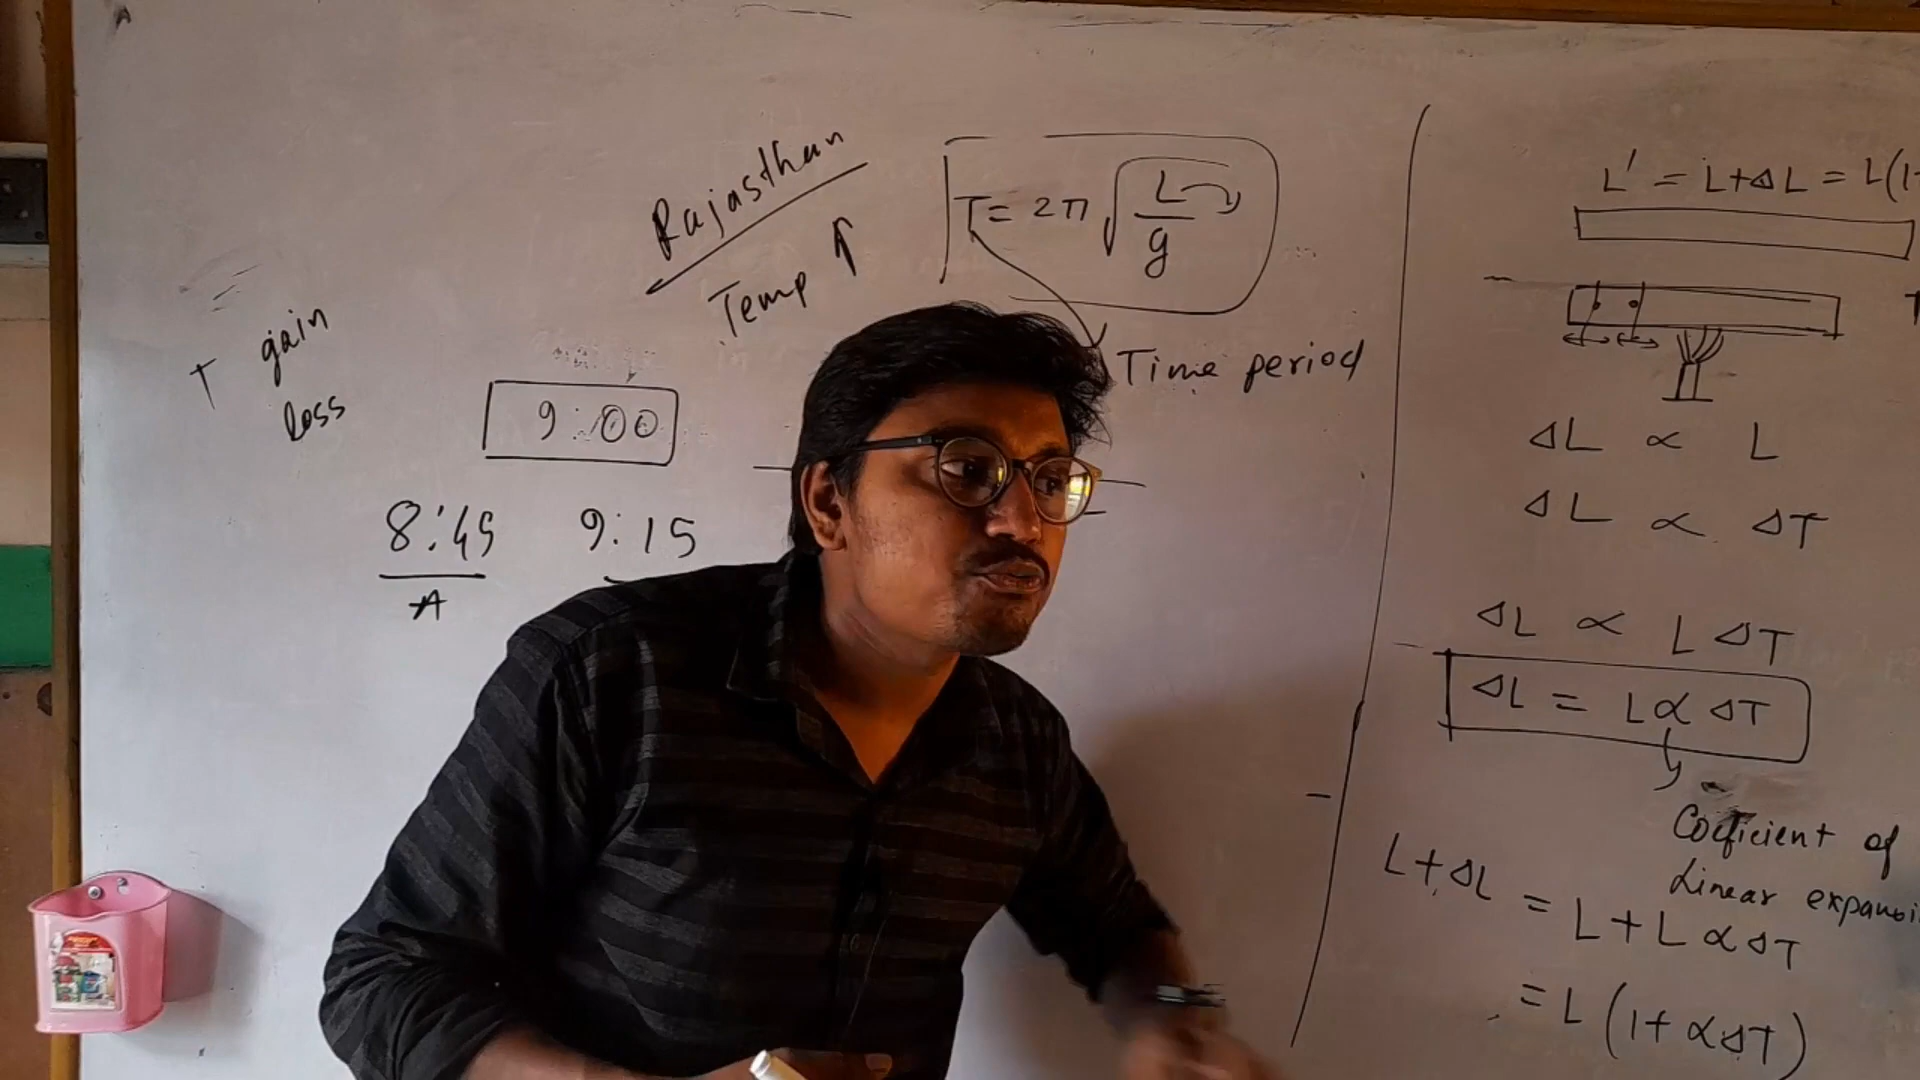 Rajasthan
Temp ↑
T = 2π √(L/g)
Time period
T gain
loss
9:00
8:45 9:15
A
L' = L+ΔL = L(1
ΔL ∝ L
ΔL ∝ ΔT
ΔL ∝ L ΔT
ΔL = L∝ ΔT
Coefficient of
Linear expansi
L+ΔL = L+L∝ΔT
= L(1+∝ΔT)